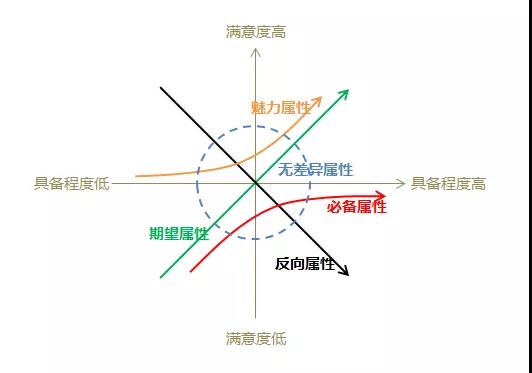 满意度高
魅力属性
无差异属性
具备程度低
具备程度高
必备属性
期望属性
反向属性
满意度低